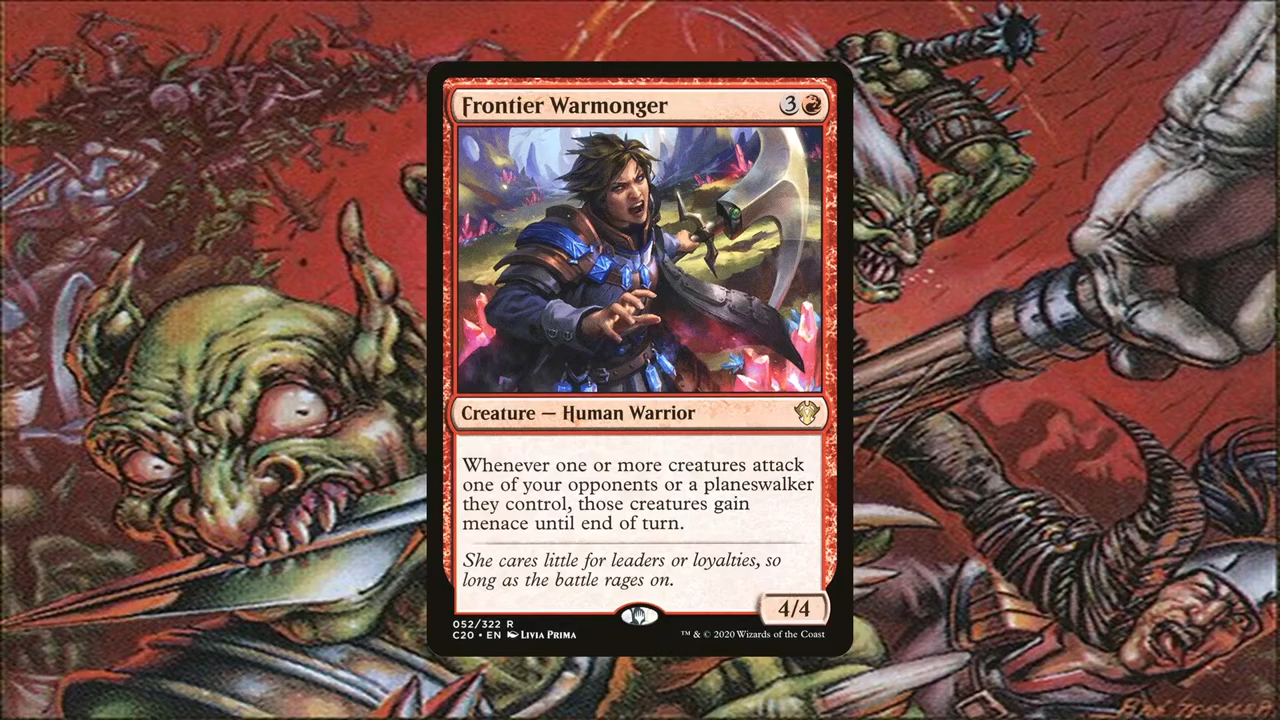 Frontier Warmonger
3
Creature — Human Warrior
Whenever one or more creatures attack
one of your opponents or a planeswalker
they control, those creatures gain
menace until end of turn.
She cares little for leaders or loyalties, so
long as the battle rages on.
4/4
052/322 R
C20 • EN LIVIA PRIMA
™ & © 2020 Wizards of the Coast